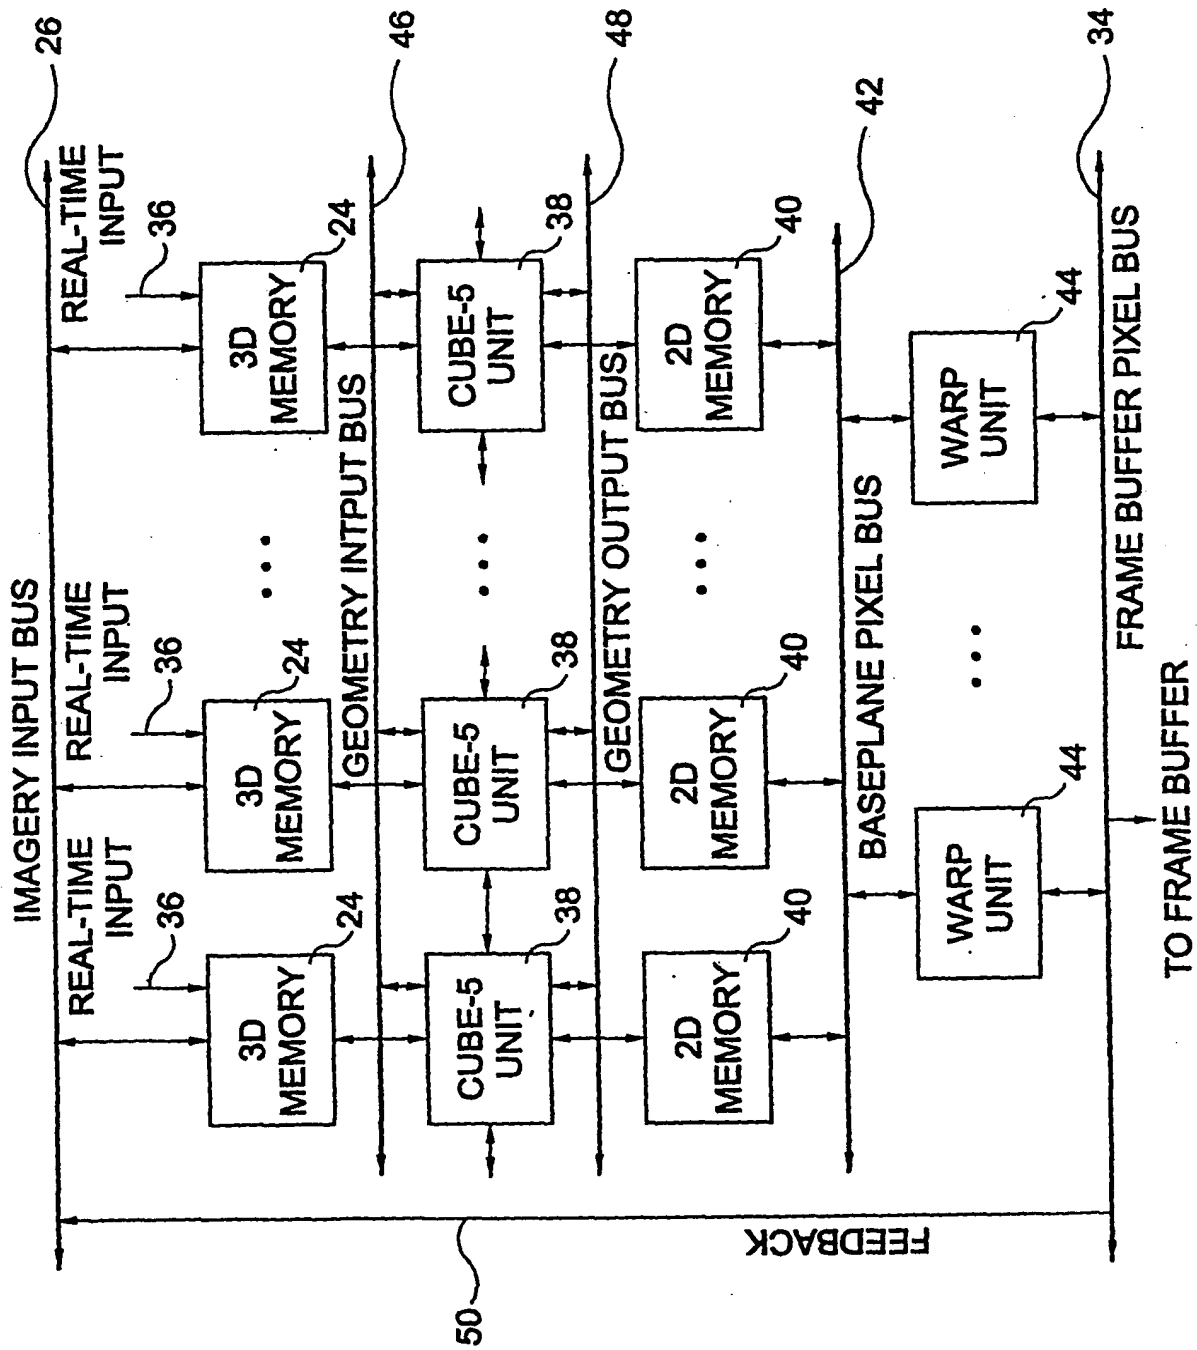 IMAGERY INPUT BUS
26
REAL-TIME
INPUT
REAL-TIME
INPUT
REAL-TIME
INPUT
36
36
36
3D
MEMORY
24
3D
MEMORY
24
3D
MEMORY
24
GEOMETRY INTPUT BUS
46
CUBE-5
UNIT
38
CUBE-5
UNIT
38
CUBE-5
UNIT
38
GEOMETRY OUTPUT BUS
48
2D
MEMORY
40
2D
MEMORY
40
2D
MEMORY
40
BASEPLANE PIXEL BUS
42
WARP
UNIT
44
WARP
UNIT
44
FRAME BUFFER PIXEL BUS
34
TO FRAME BUFFER
FEEDBACK
50